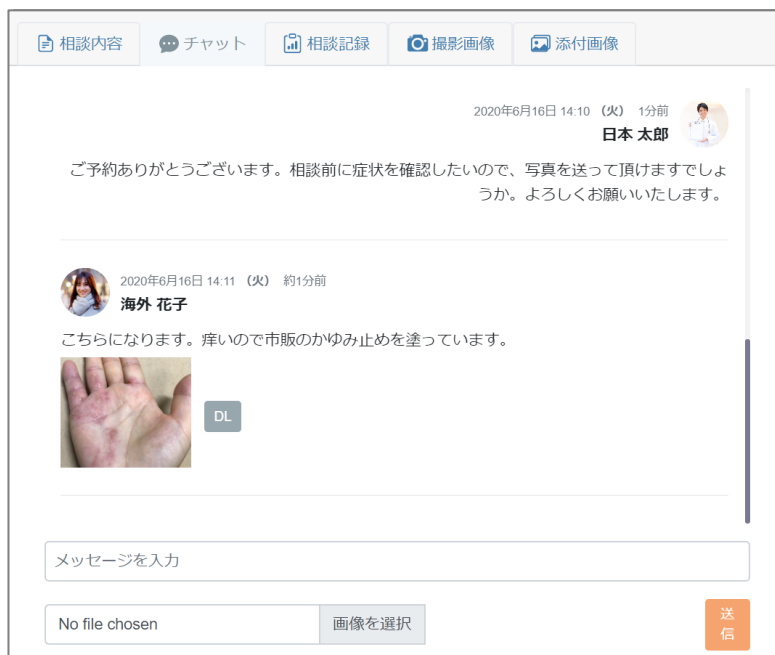 相談内容
チャット
相談記録
撮影画像
添付画像
2020年6月16日 14:10 (火) 1分前
日本 太郎
ご予約ありがとうございます。相談前に症状を確認したいので、写真を送って頂けますでしょ
うか。よろしくお願いいたします。
2020年6月16日 14:11 (火) 約1分前
海外 花子
こちらになります。痒いので市販のかゆみ止めを塗っています。
DL
メッセージを入力
No file chosen
画像を選択
送
信